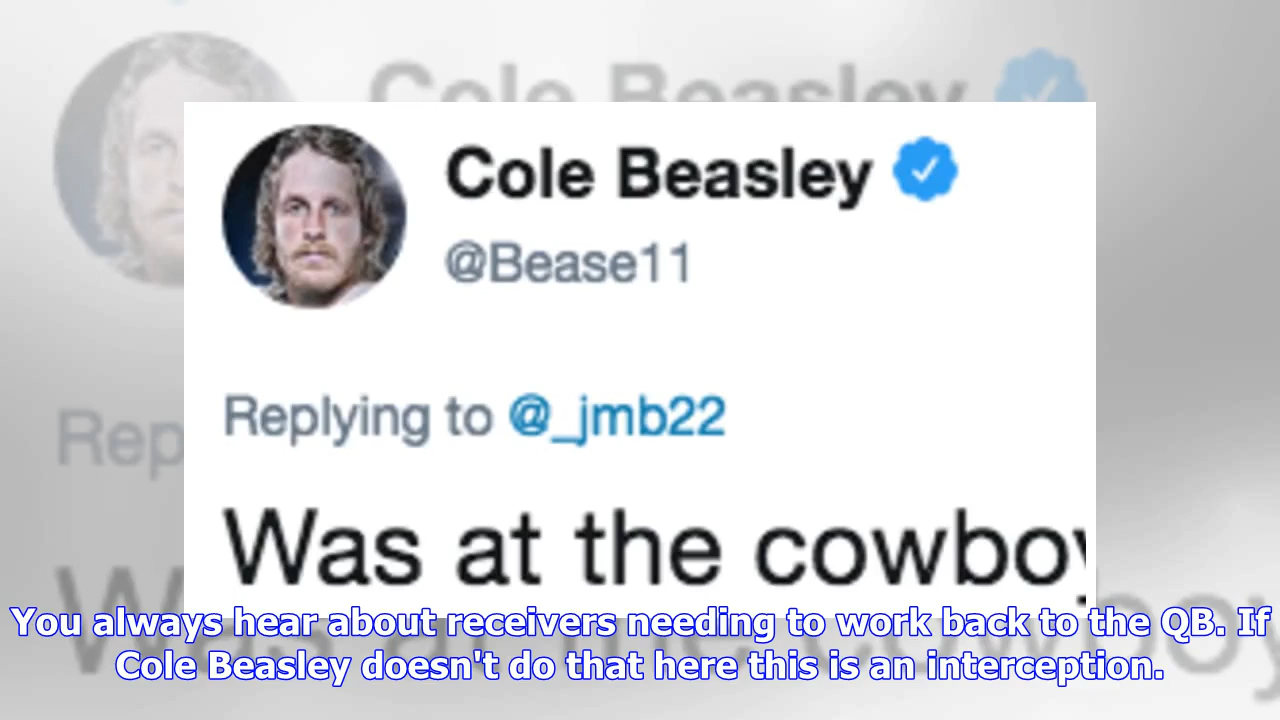 Cole Beasley
@Bease11
Replying to @_jmb22
Was at the cowboy
You always hear about receivers needing to work back to the QB. If
Cole Beasley doesn't do that here this is an interception.